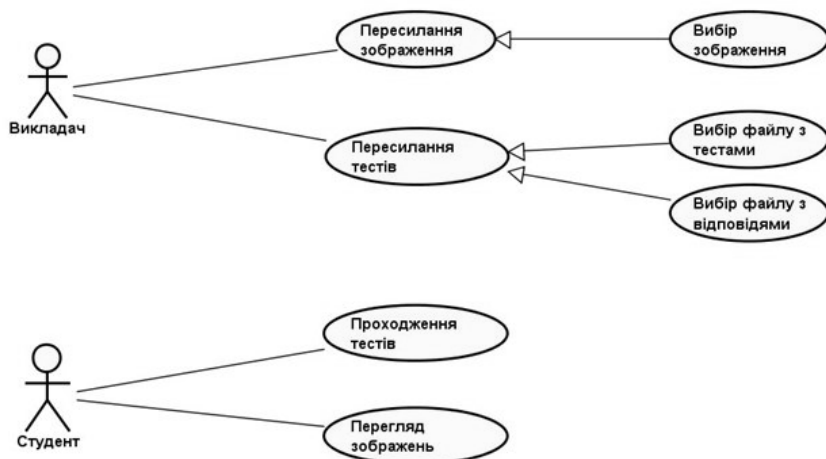 Пересилання
зображення
Вибір
зображення
Викладач
Пересилання
тестів
Вибір файлу з
тестами
Вибір файлу з
відповідями
Проходження
тестів
Студент
Перегляд
зображень